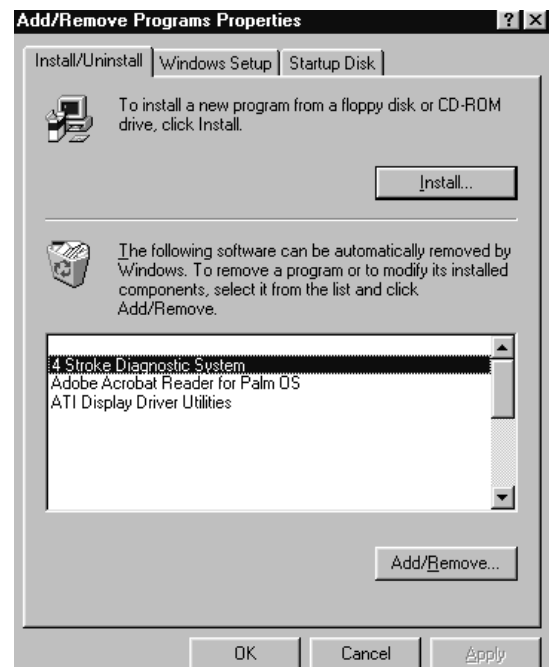 Add/Remove Programs Properties
Install/Uninstall Windows Setup Startup Disk
To install a new program from a floppy disk or CD-ROM
drive, click Install.
Install...
The following software can be automatically removed by
Windows. To remove a program or to modify its installed
components, select it from the list and click
Add/Remove.
4 Stroke Diagnostic System
Adobe Acrobat Reader for Palm OS
ATI Display Driver Utilities
Add/Remove...
OK Cancel Apply